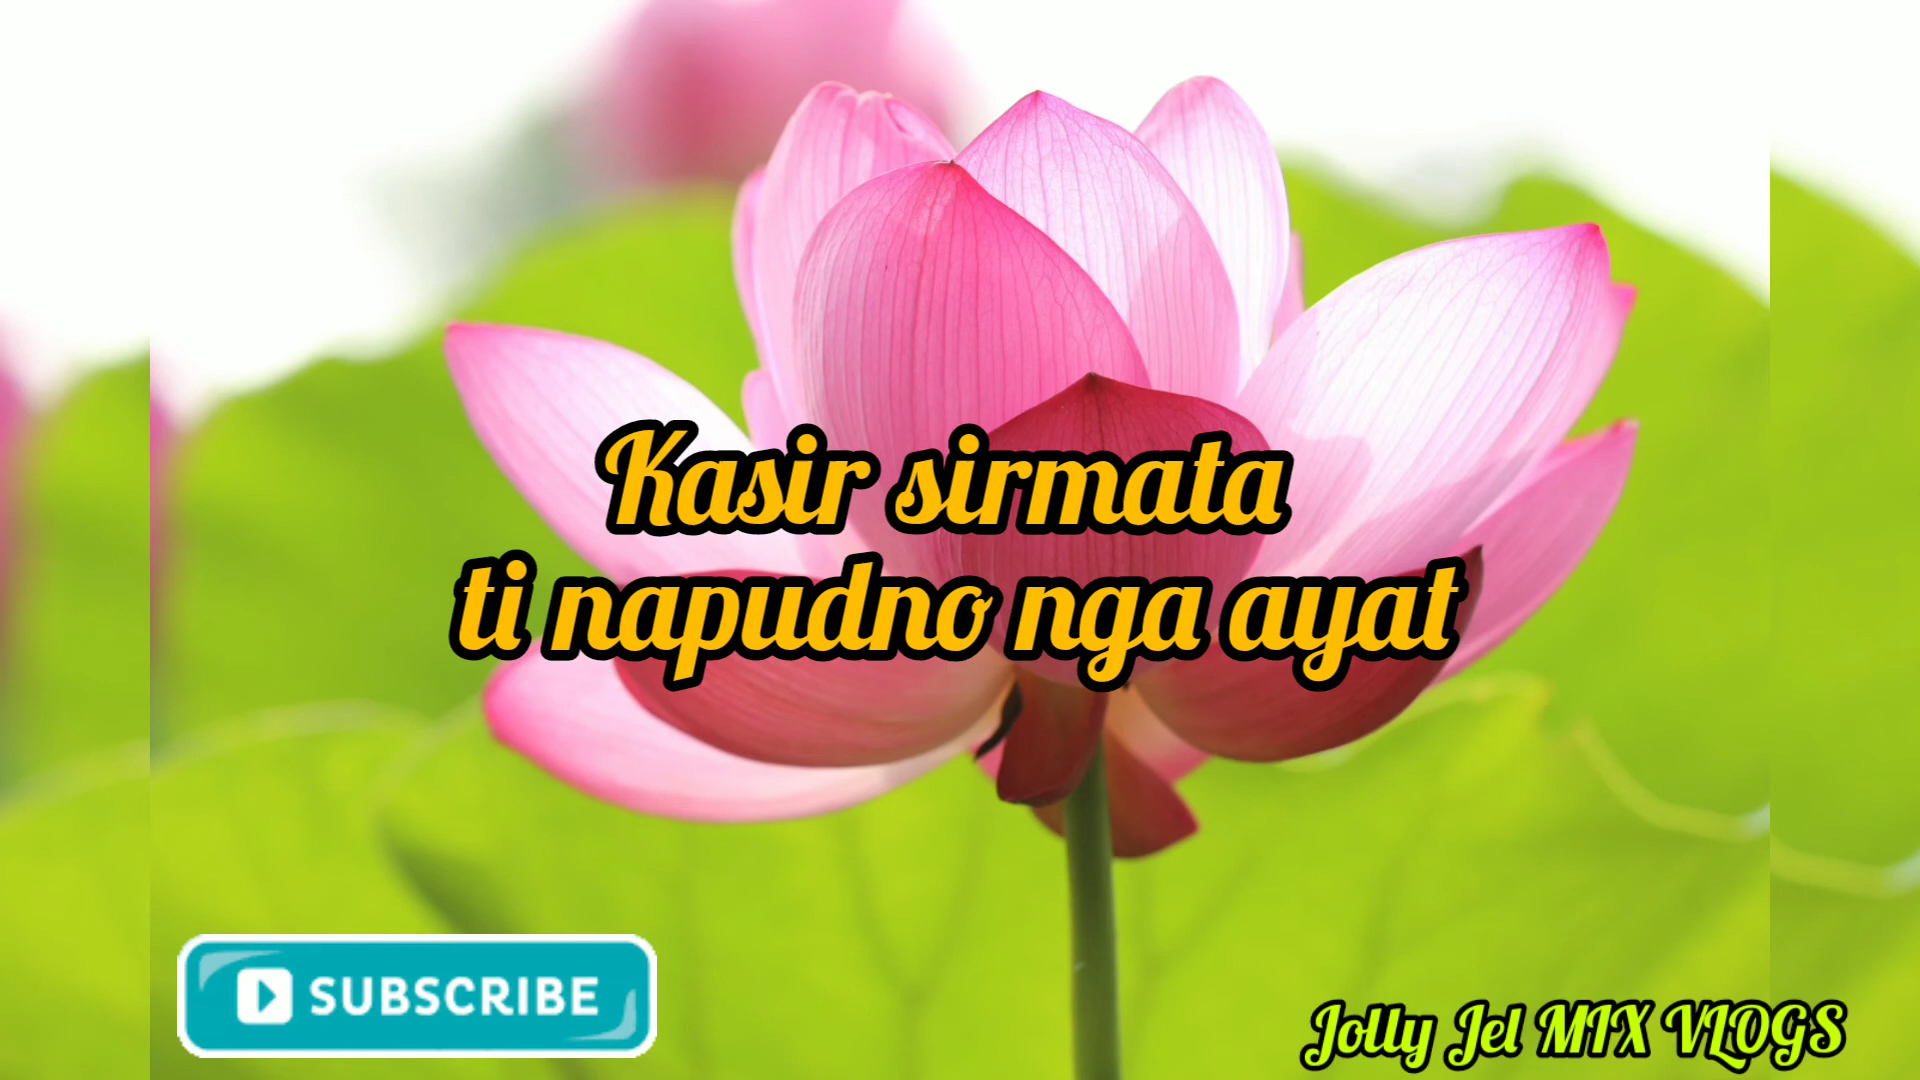 Kasir sirmata
ti napudno nga ayat
SUBSCRIBE
Jolly Jel MIX VLOGS